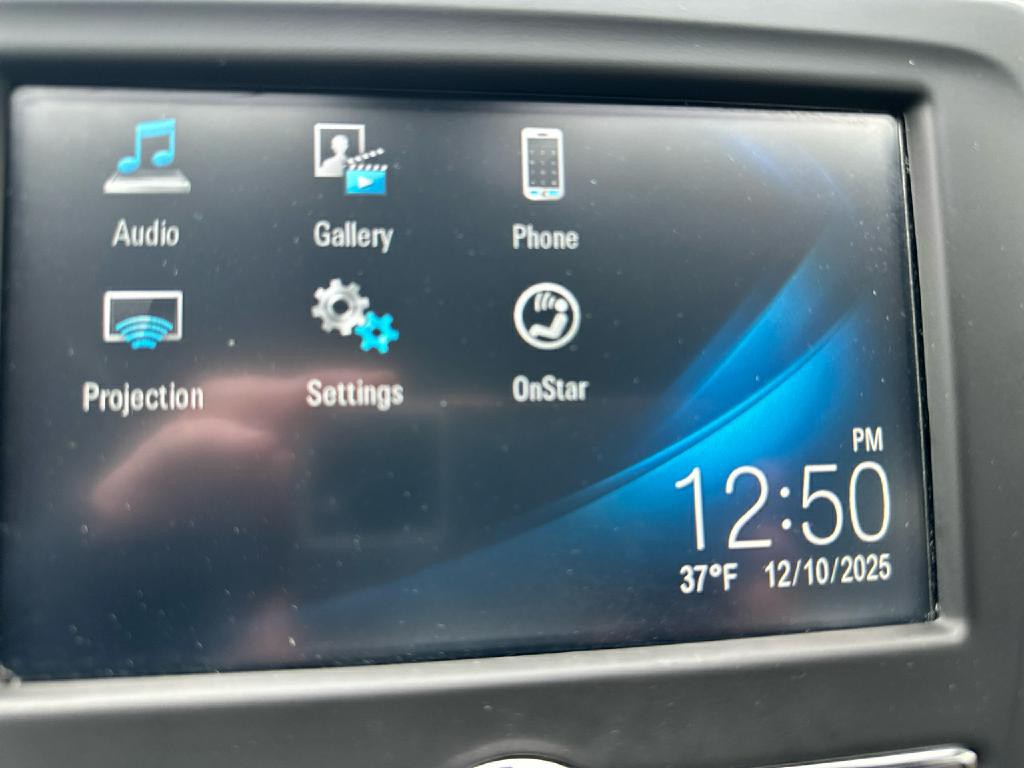 Audio Gallery Phone
Projection Settings OnStar
PM
12:50
37°F 12/10/2025